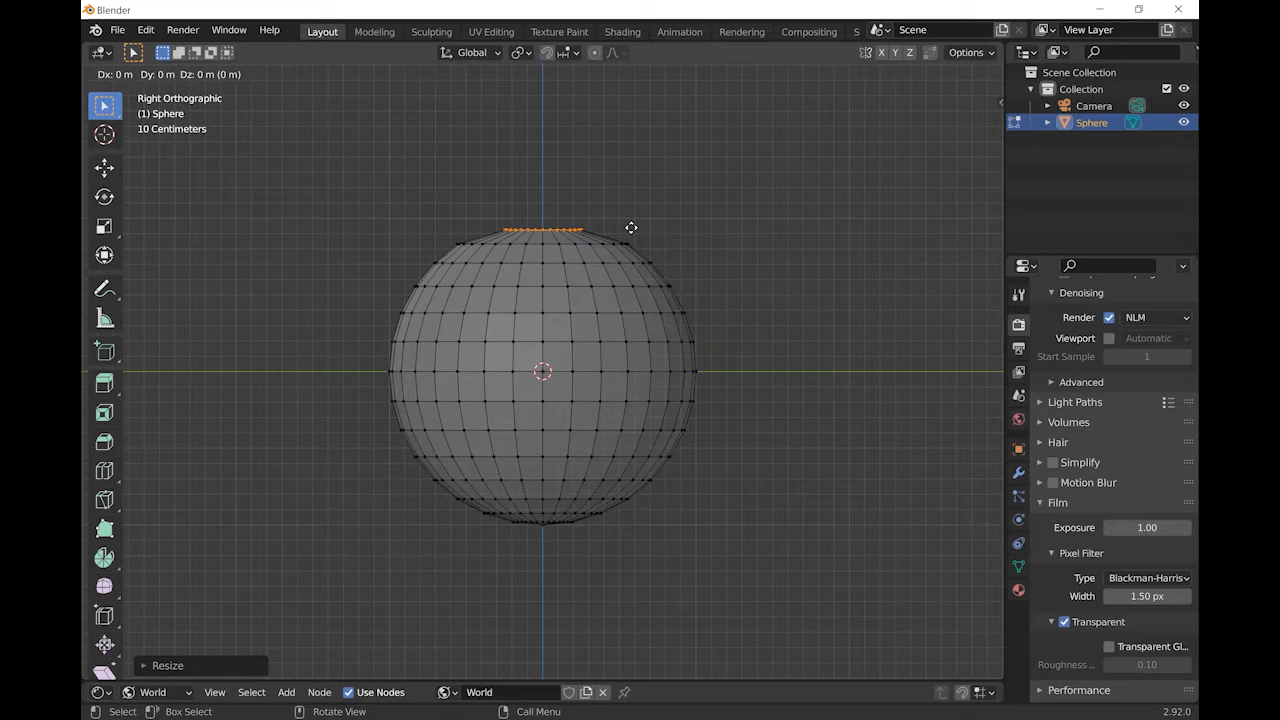 Blender
File Edit Render Window Help Layout Modeling Sculpting UV Editing Texture Paint Shading Animation Rendering Compositing S Scene View Layer
Global X Y Z Options
Dx: 0 m Dy: 0 m Dz: 0 m (0 m)
Scene Collection
Collection
Camera
Sphere
Right Orthographic
(1) Sphere
10 Centimeters
Denoising
Render NLM
Viewport Automatic
Start Sample 1
Advanced
Light Paths
Volumes
Hair
Simplify
Motion Blur
Film
Exposure 1.00
Pixel Filter
Type Blackman-Harris
Width 1.50 px
Transparent
Transparent Gl...
Roughness ... 0.10
Performance
Resize
World View Select Add Node Use Nodes World
Select Box Select Rotate View Call Menu 2.92.0